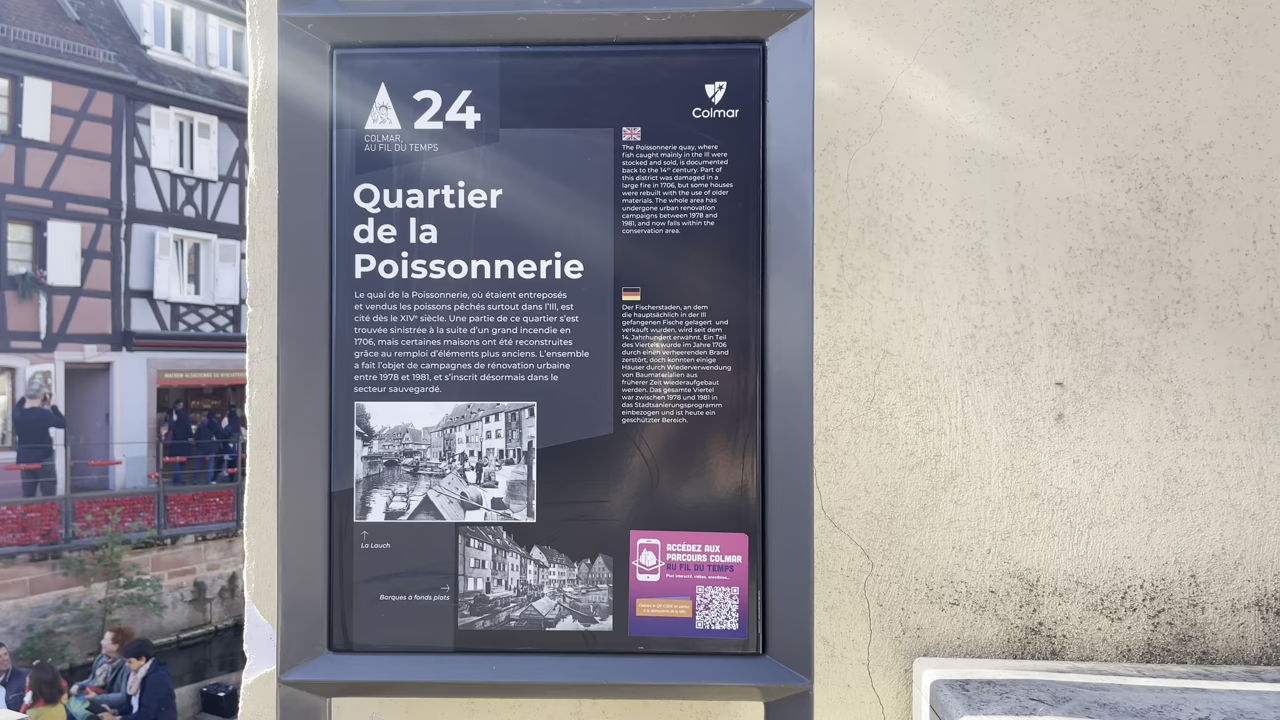 24
COLMAR,
AU FIL DU TEMPS
Colmar
Quartier
de la
Poissonnerie
Le quai de la Poissonnerie, où étaient entreposés
et vendus les poissons pêchés surtout dans l'Ill, est
cité dès le XIVᵉ siècle. Une partie de ce quartier s'est
trouvée sinistrée à la suite d'un grand incendie en
1706, mais certaines maisons ont été reconstruites
grâce au remploi d'éléments plus anciens. L'ensemble
a fait l'objet de campagnes de rénovation urbaine
entre 1978 et 1981, et s'inscrit désormais dans le
secteur sauvegardé.
The Poissonnerie quay, where
fish caught mainly in the Ill were
stocked and sold, is documented
back to the 14ᵗʰ century. Part of
this district was damaged in a
large fire in 1706, but some houses
were rebuilt with the use of older
materials. The whole area has
undergone urban renovation
campaigns between 1978 and
1981, and now falls within the
conservation area.
Der Fischerstaden, an dem
die hauptsächlich in der Ill
gefangenen Fische gelagert und
verkauft wurden, wird seit dem
14. Jahrhundert erwähnt. Ein Teil
des Viertels wurde im Jahre 1706
durch einen verheerenden Brand
zerstört, doch konnten einige
Häuser durch Wiederverwendung
von Baumaterialien aus
früherer Zeit wiederaufgebaut
werden. Das gesamte Viertel
war zwischen 1978 und 1981 in
das Stadtsanierungsprogramm
einbezogen und ist heute ein
geschützter Bereich.
La Lauch
Barques à fonds plats
ACCÉDEZ AUX
PARCOURS COLMAR
AU FIL DU TEMPS
Plan interactif, vidéos, anecdotes...